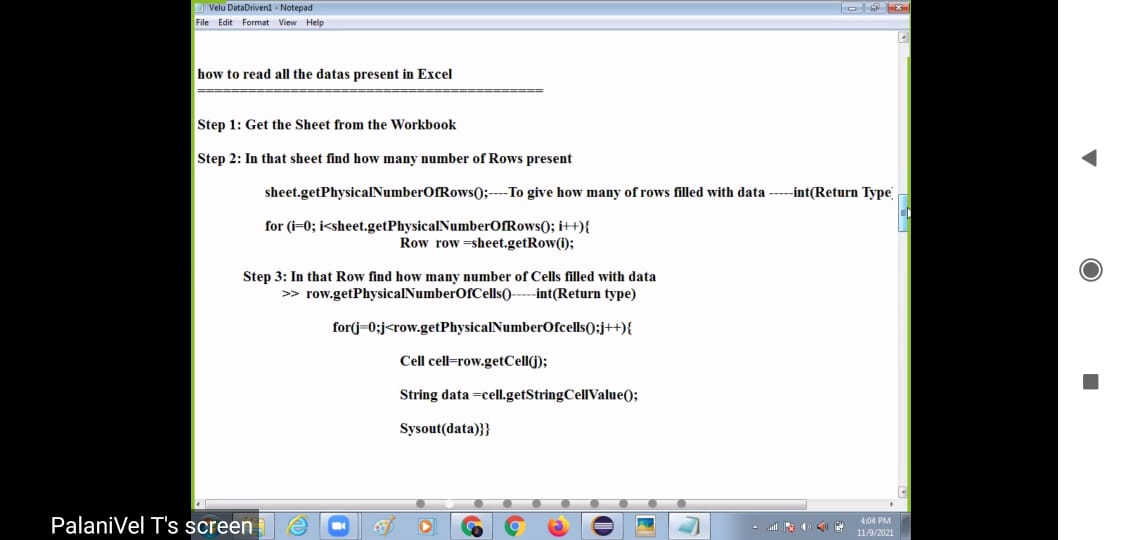 Velu DataDriven1 - Notepad
File Edit Format View Help
how to read all the datas present in Excel
==========================================
Step 1: Get the Sheet from the Workbook
Step 2: In that sheet find how many number of Rows present
sheet.getPhysicalNumberOfRows();----To give how many of rows filled with data -----int(Return Type
for (i=0; i<sheet.getPhysicalNumberOfRows(); i++){
Row row =sheet.getRow(i);
Step 3: In that Row find how many number of Cells filled with data
>> row.getPhysicalNumberOfCells()-----int(Return type)
for(j=0;j<row.getPhysicalNumberOfcells();j++){
Cell cell=row.getCell(j);
String data =cell.getStringCellValue();
Sysout(data)}}
PalaniVel T's screen
4:04 PM
11/9/2021